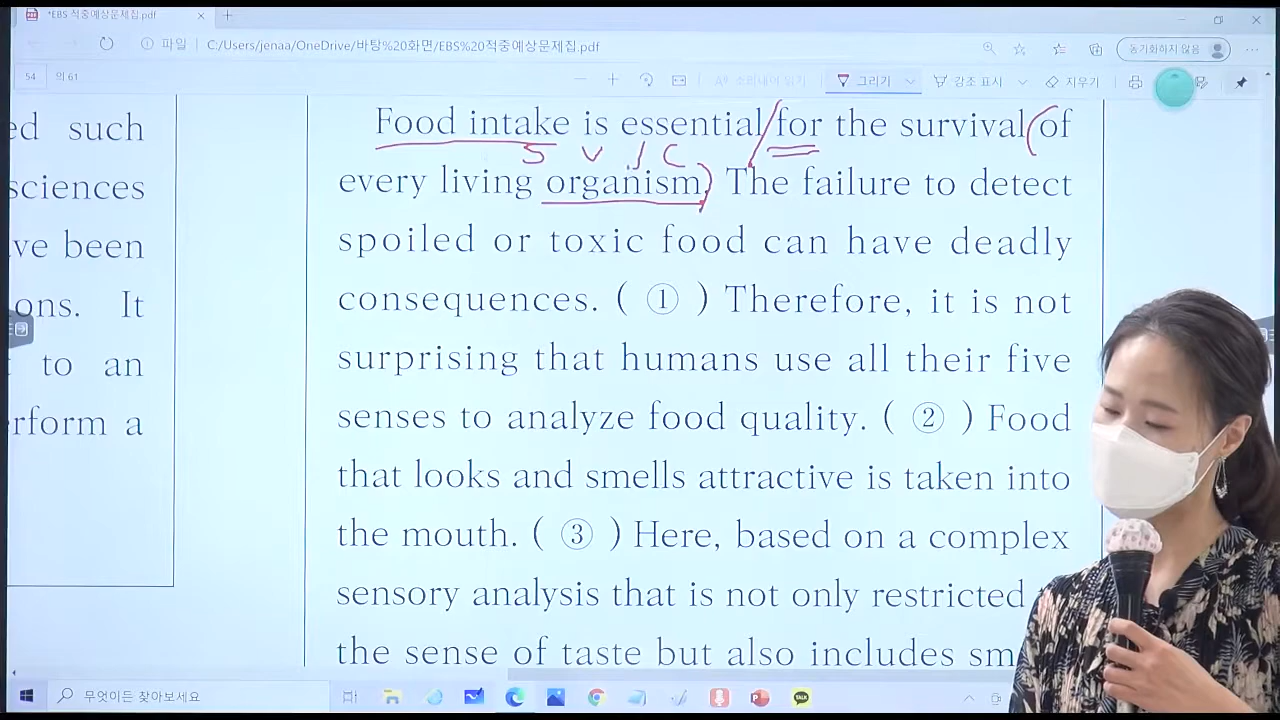 *EBS 적중예상문제집.pdf
파일 C:/Users/jenaa/OneDrive/바탕%20화면/EBS%20적중예상문제집.pdf
동기화하지 않음
54 의 61
소리내어 읽기
그리기
강조 표시
지우기
ed such
sciences
ve been
ons. It
to an
rform a
Food intake is essential for the survival of
S V C
every living organism. The failure to detect
spoiled or toxic food can have deadly
consequences. ( ① ) Therefore, it is not
surprising that humans use all their five
senses to analyze food quality. ( ② ) Food
that looks and smells attractive is taken into
the mouth. ( ③ ) Here, based on a complex
sensory analysis that is not only restricted
the sense of taste but also includes sm
무엇이든 찾아보세요
TALK